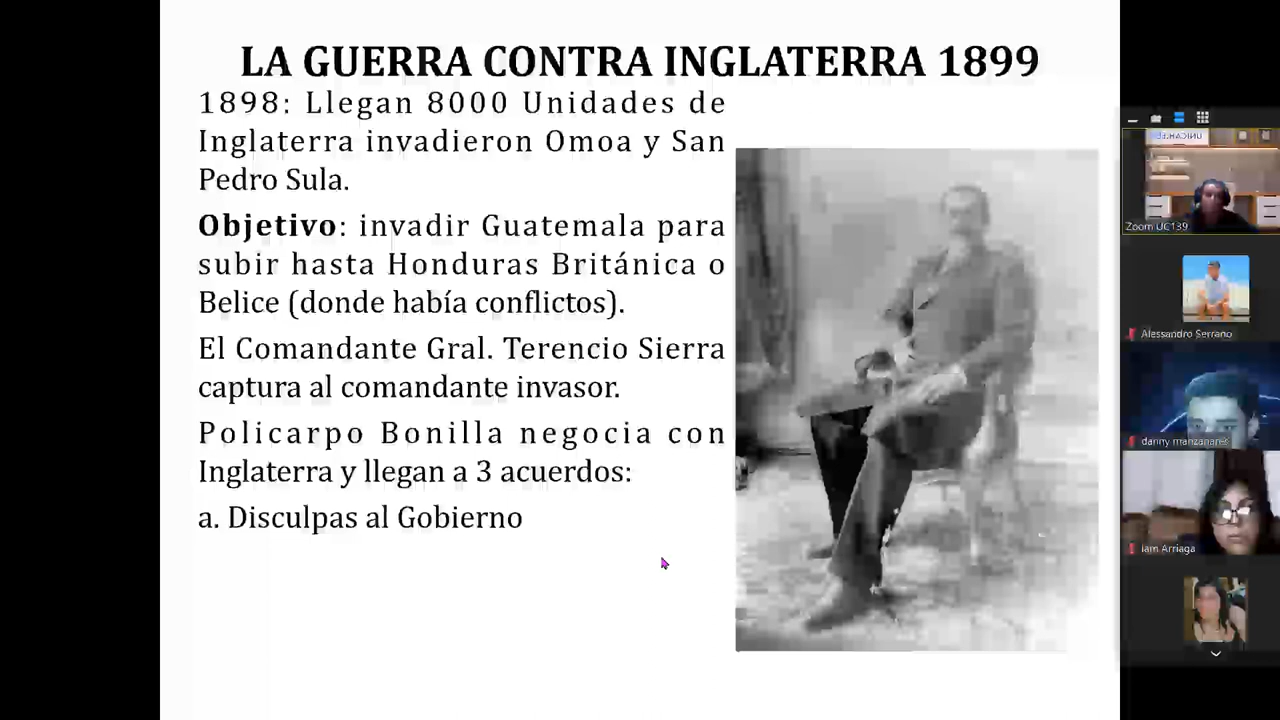 LA GUERRA CONTRA INGLATERRA 1899
1898: Llegan 8000 Unidades de
Inglaterra invadieron Omoa y San
Pedro Sula.
Objetivo: invadir Guatemala para
subir hasta Honduras Británica o
Belice (donde había conflictos).
El Comandante Gral. Terencio Sierra
captura al comandante invasor.
Policarpo Bonilla negocia con
Inglaterra y llegan a 3 acuerdos:
a. Disculpas al Gobierno
Zoom UC139
Alessandro Serrano
danny manzanares
iam Arriaga